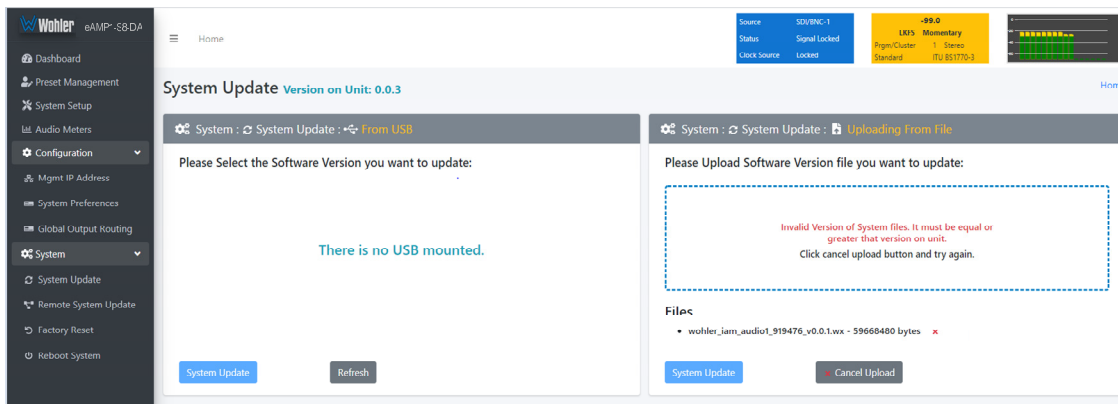 Wohler eAMP1-S8-DA
Dashboard
Preset Management
System Setup
Audio Meters
Configuration
Mgmt IP Address
System Preferences
Global Output Routing
System
System Update
Remote System Update
Factory Reset
Reboot System
Home
Source SDI/BNC-1
Status Signal Locked
Clock Source Locked
-99.0
LKFS Momentary
Prgm/Cluster 1 Stereo
Standard ITU BS1770-3
System Update Version on Unit: 0.0.3
Hom
System : System Update : From USB
Please Select the Software Version you want to update:
There is no USB mounted.
System Update Refresh
System : System Update : Uploading From File
Please Upload Software Version file you want to update:
Invalid Version of System files. It must be equal or
greater that version on unit.
Click cancel upload button and try again.
Files
wohler_iam_audio1_919476_v0.0.1.wx - 59668480 bytes x
System Update x Cancel Upload